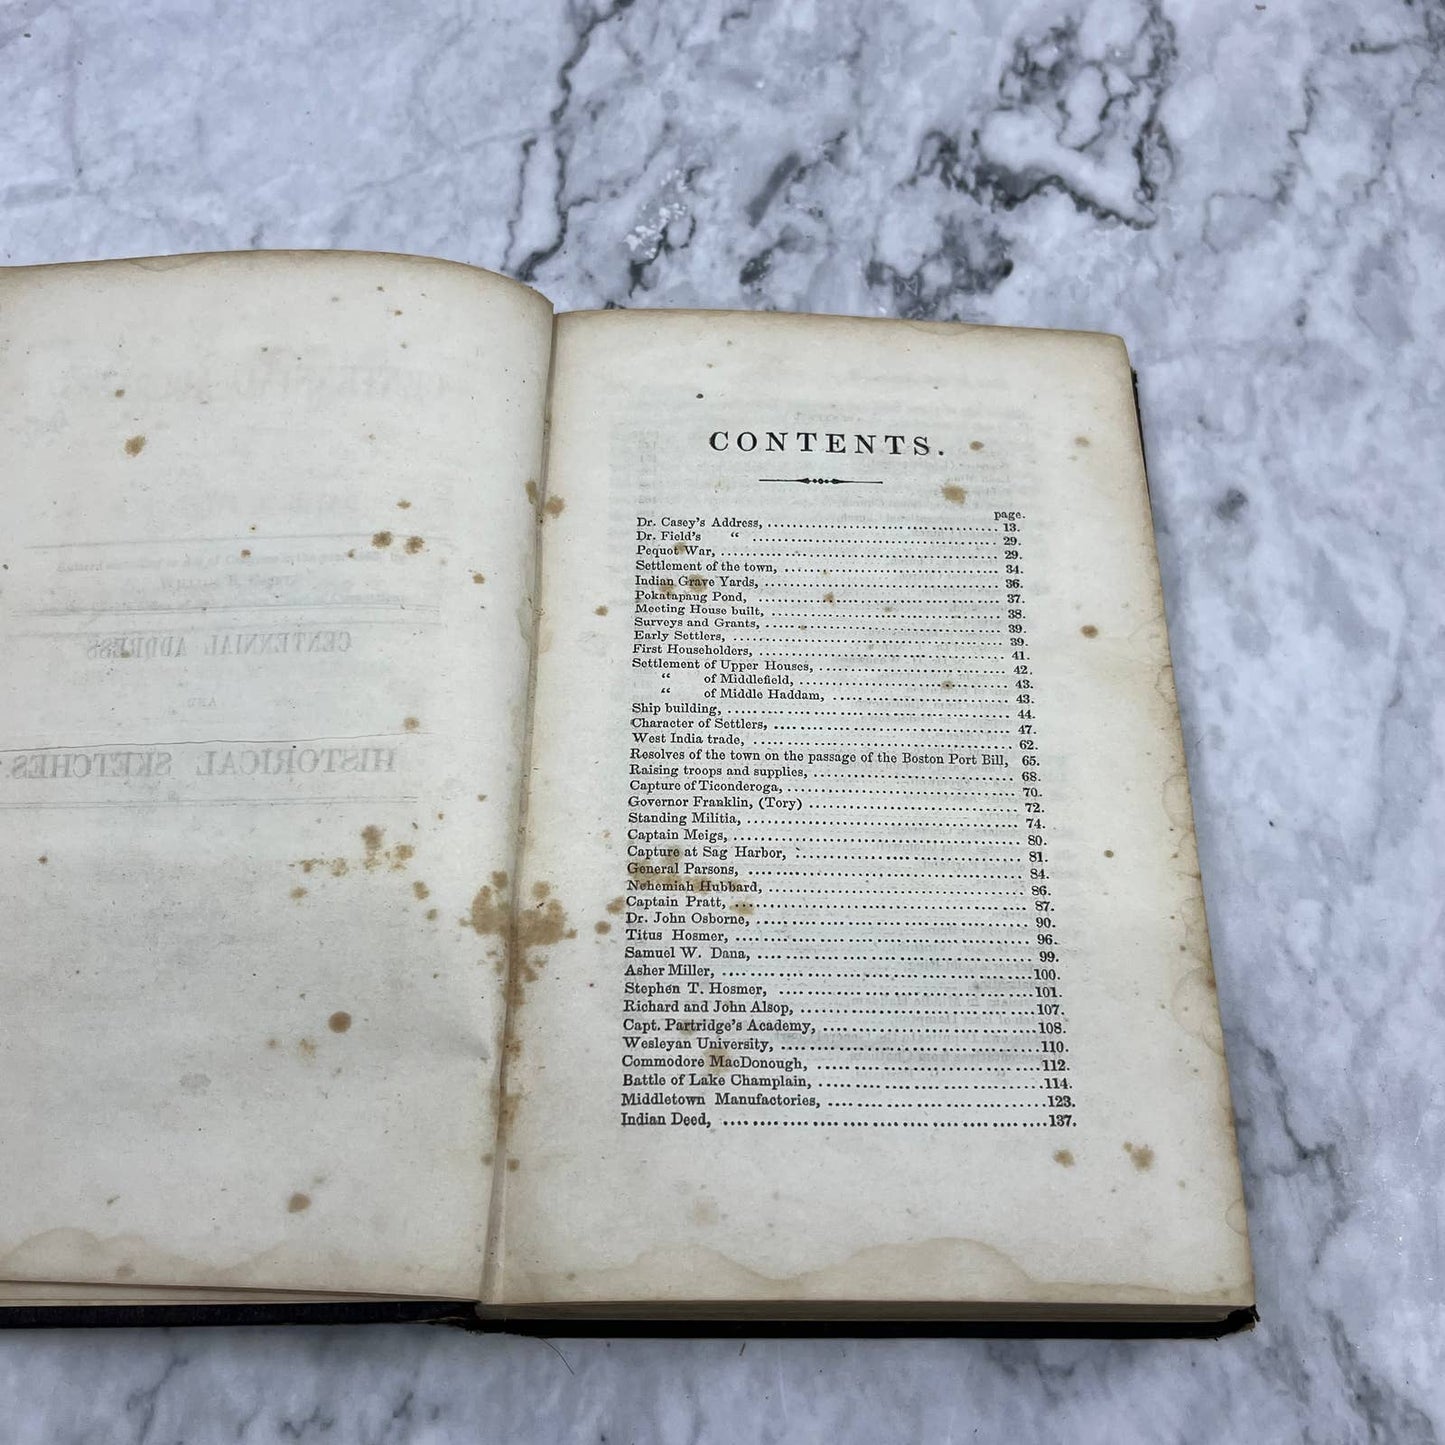 CENTENNIAL ADDRESS
AND
HISTORICAL SKETCHES
CONTENTS.
page.
Dr. Casey's Address, 13.
Dr. Field's “ 29.
Pequot War, 29.
Settlement of the town, 34.
Indian Grave Yards, 36.
Pokatapaug Pond, 37.
Meeting House built, 38.
Surveys and Grants, 39.
Early Settlers, 39.
First Householders, 41.
Settlement of Upper Houses, 42.
“ of Middlefield, 43.
“ of Middle Haddam, 43.
Ship building, 44.
Character of Settlers, 47.
West India trade, 62.
Resolves of the town on the passage of the Boston Port Bill, 65.
Raising troops and supplies, 68.
Capture of Ticonderoga, 70.
Governor Franklin, (Tory) 72.
Standing Militia, 74.
Captain Meigs, 80.
Capture at Sag Harbor, 81.
General Parsons, 84.
Nehemiah Hubbard, 86.
Captain Pratt, 87.
Dr. John Osborne, 90.
Titus Hosmer, 96.
Samuel W. Dana, 99.
Asher Miller, 100.
Stephen T. Hosmer, 101.
Richard and John Alsop, 107.
Capt. Partridge's Academy, 108.
Wesleyan University, 110.
Commodore MacDonough, 112.
Battle of Lake Champlain, 114.
Middletown Manufactories, 123.
Indian Deed, 137.